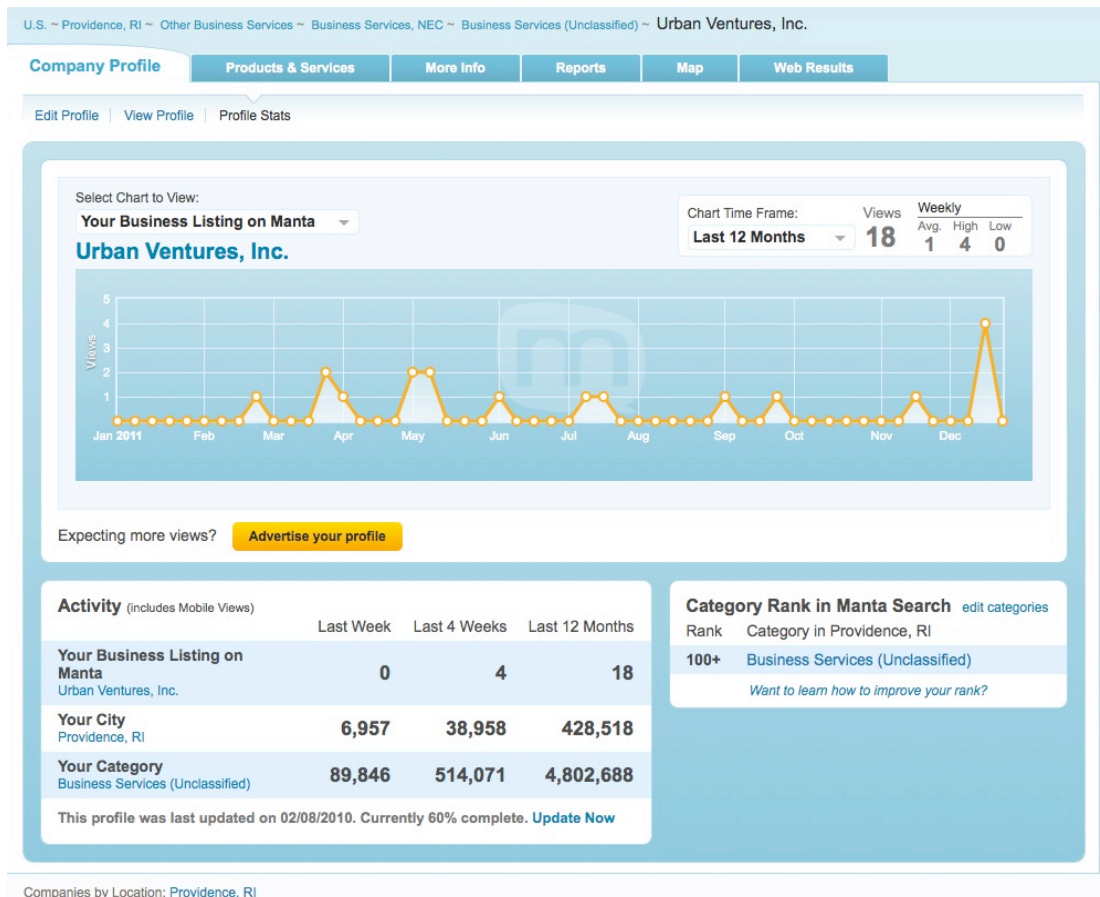 U.S. ~ Providence, RI ~ Other Business Services ~ Business Services, NEC ~ Business Services (Unclassified) ~ Urban Ventures, Inc.
Company Profile Products & Services More Info Reports Map Web Results
Edit Profile View Profile Profile Stats
Select Chart to View:
Your Business Listing on Manta
Urban Ventures, Inc.
Chart Time Frame: Views Weekly
Last 12 Months 18 Avg. High Low
1 4 0
5
4
3
2
1
Views
m
Jan 2011 Feb Mar Apr May Jun Jul Aug Sep Oct Nov Dec
Expecting more views? Advertise your profile
Activity (includes Mobile Views)
Last Week Last 4 Weeks Last 12 Months
Your Business Listing on
Manta 0 4 18
Urban Ventures, Inc.
Your City
Providence, RI 6,957 38,958 428,518
Your Category
Business Services (Unclassified) 89,846 514,071 4,802,688
This profile was last updated on 02/08/2010. Currently 60% complete. Update Now
Category Rank in Manta Search edit categories
Rank Category in Providence, RI
100+ Business Services (Unclassified)
Want to learn how to improve your rank?
Companies by Location: Providence, RI